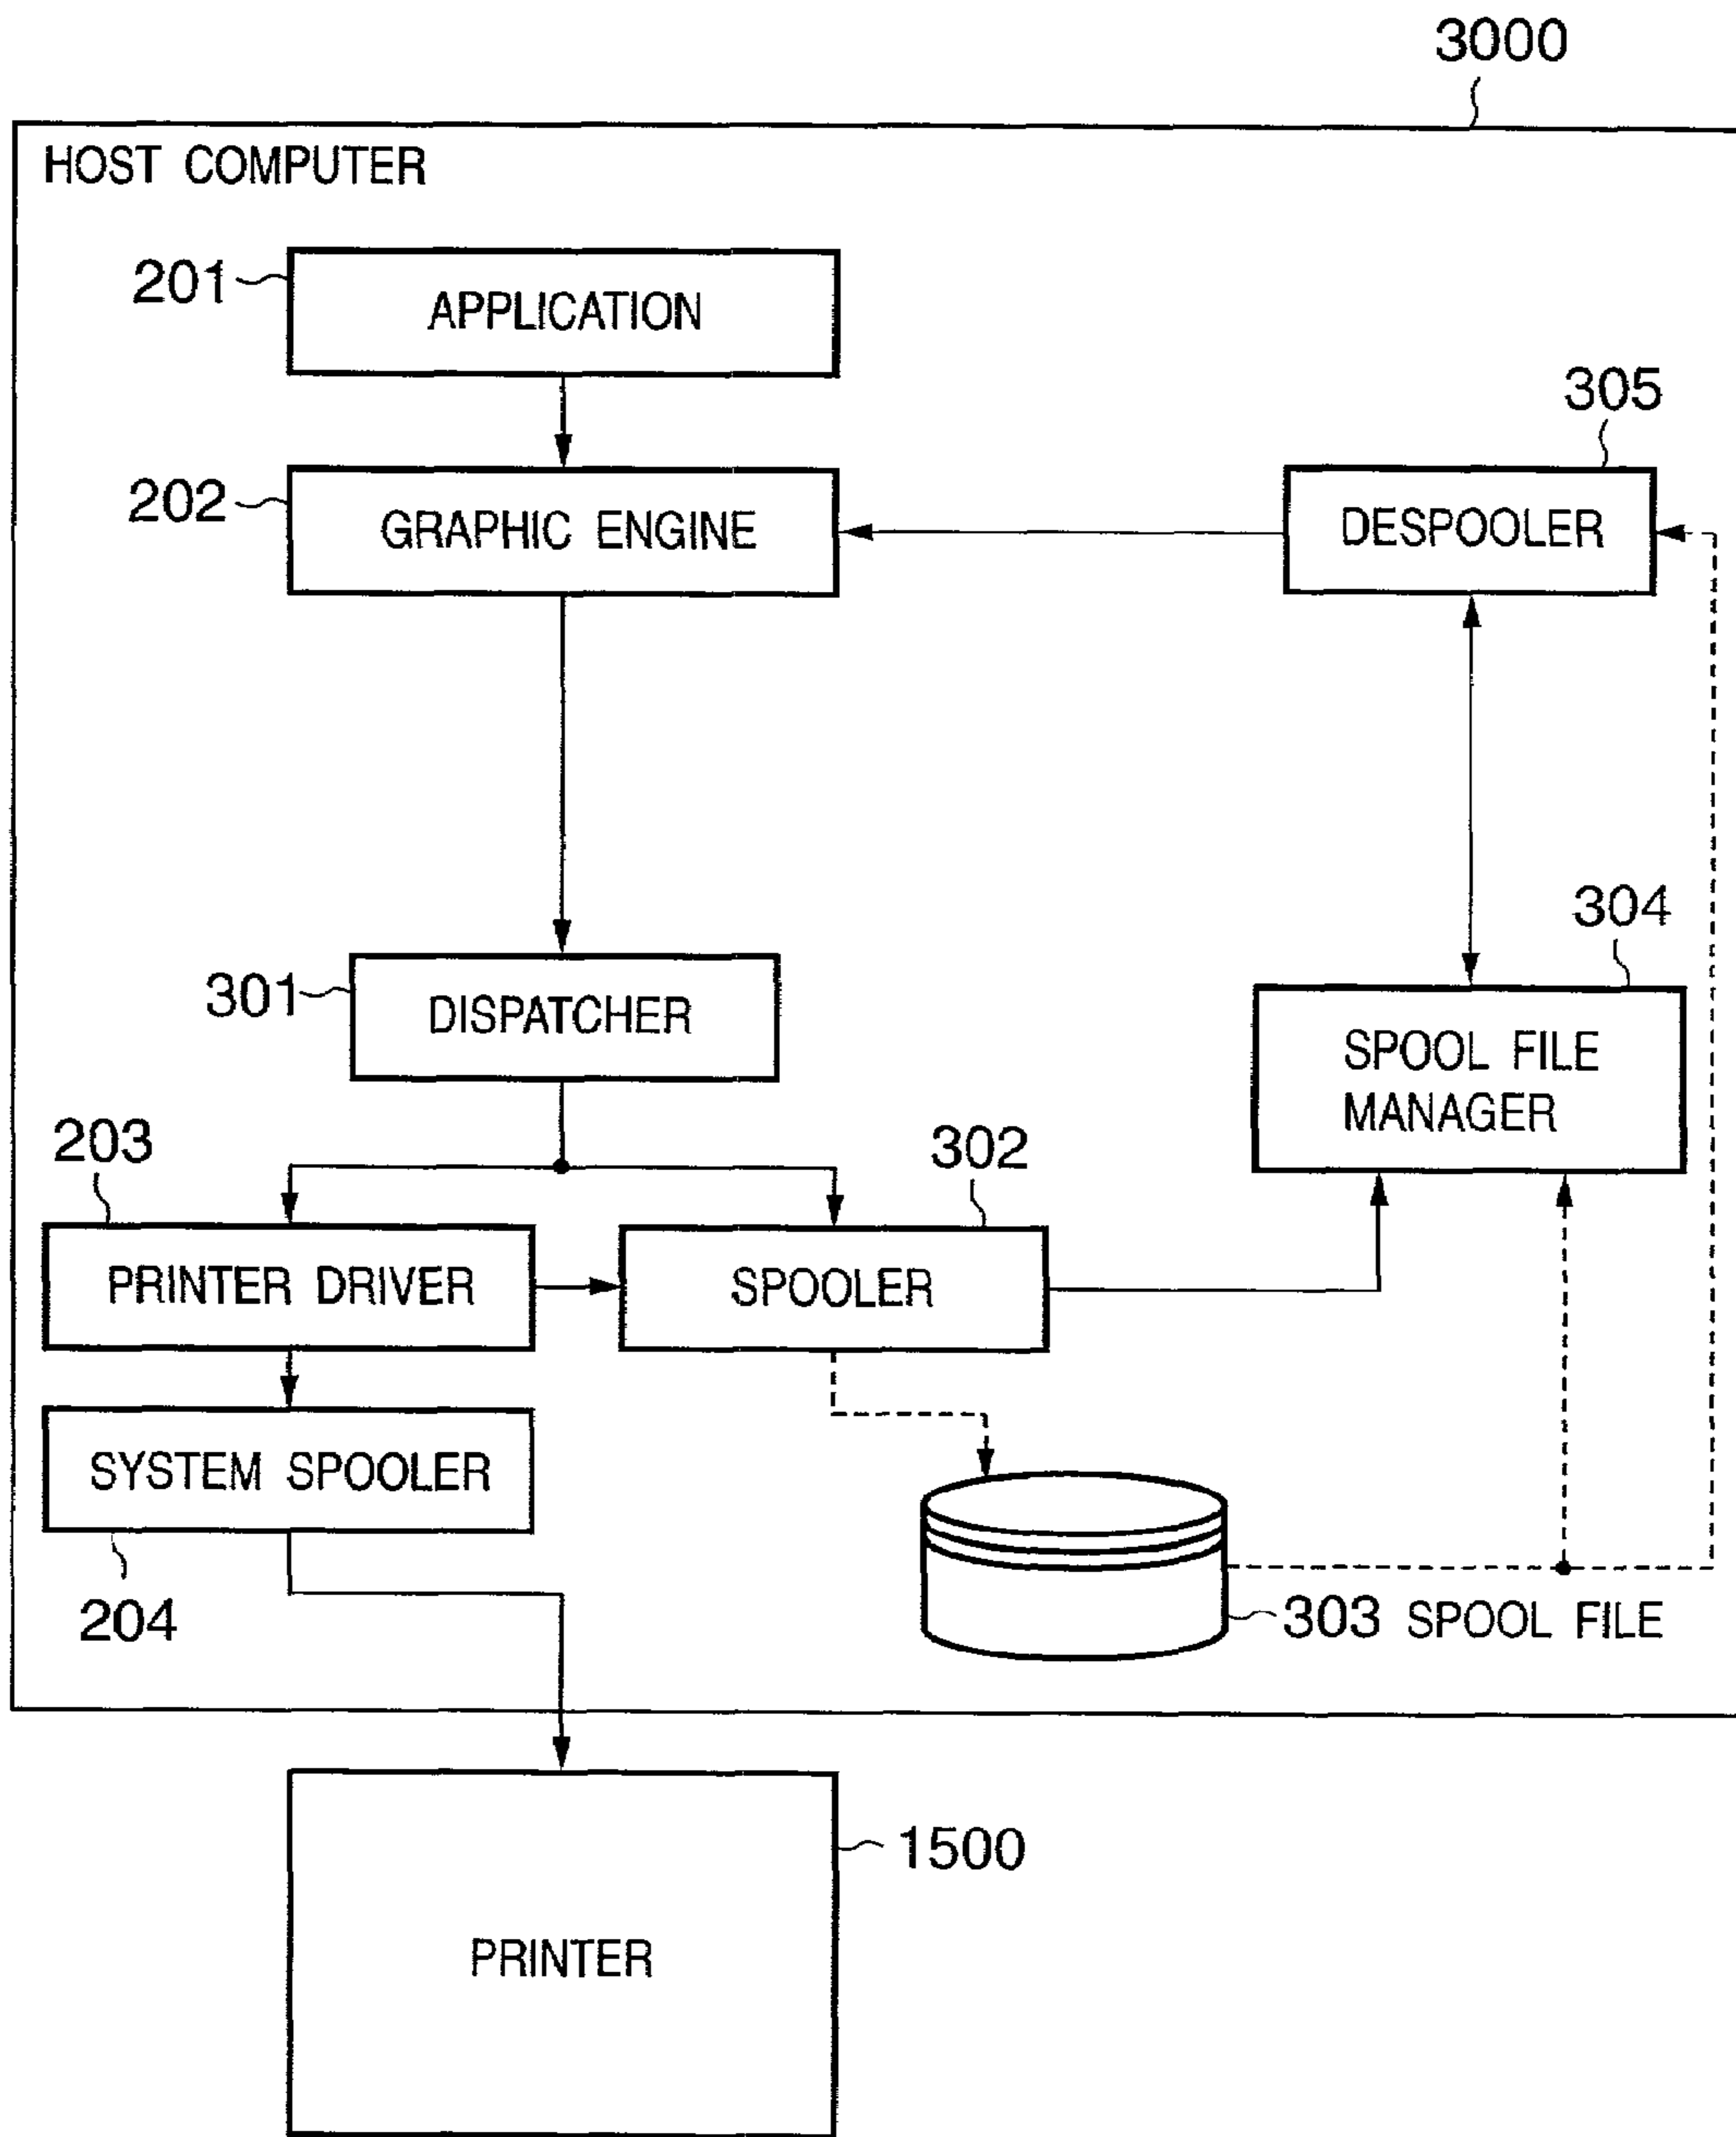 3000
HOST COMPUTER
201
APPLICATION
305
202
GRAPHIC ENGINE
DESPOOLER
304
301
DISPATCHER
SPOOL FILE
MANAGER
203
302
PRINTER DRIVER
SPOOLER
SYSTEM SPOOLER
204
303 SPOOL FILE
1500
PRINTER